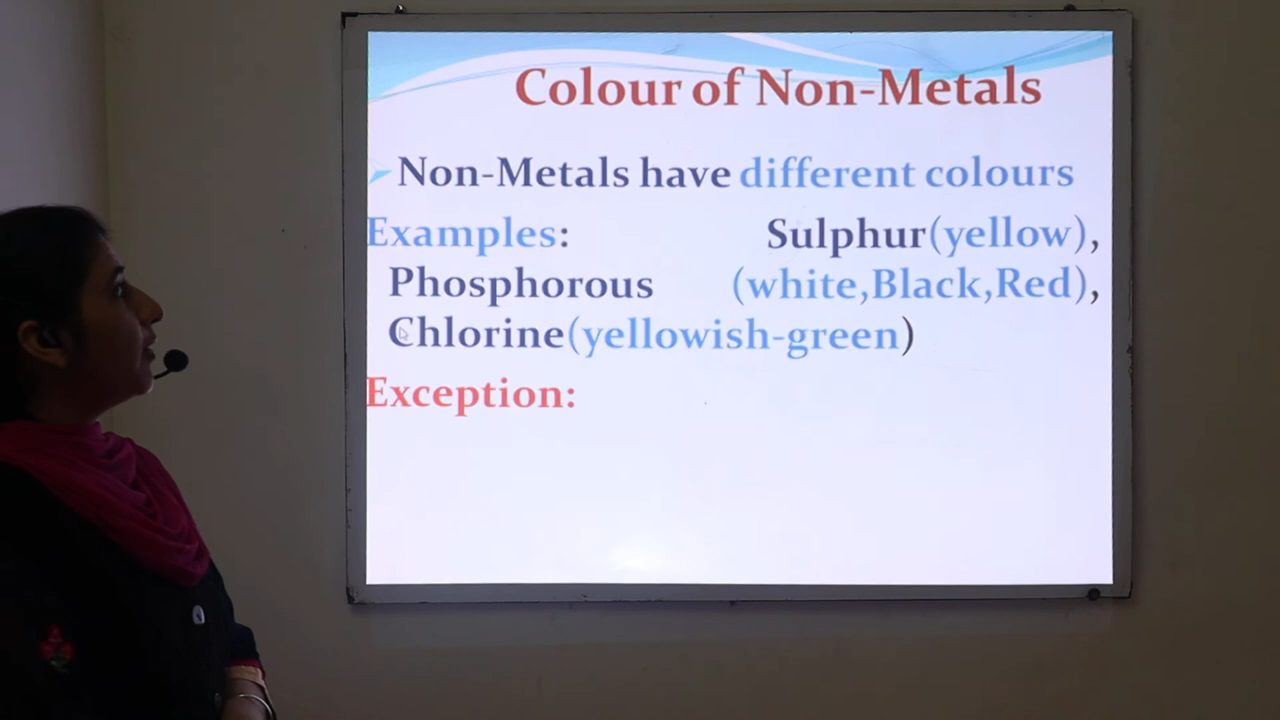 Colour of Non-Metals
Non-Metals have different colours
Examples: Sulphur(yellow),
Phosphorous (white,Black,Red),
Chlorine(yellowish-green)
Exception: